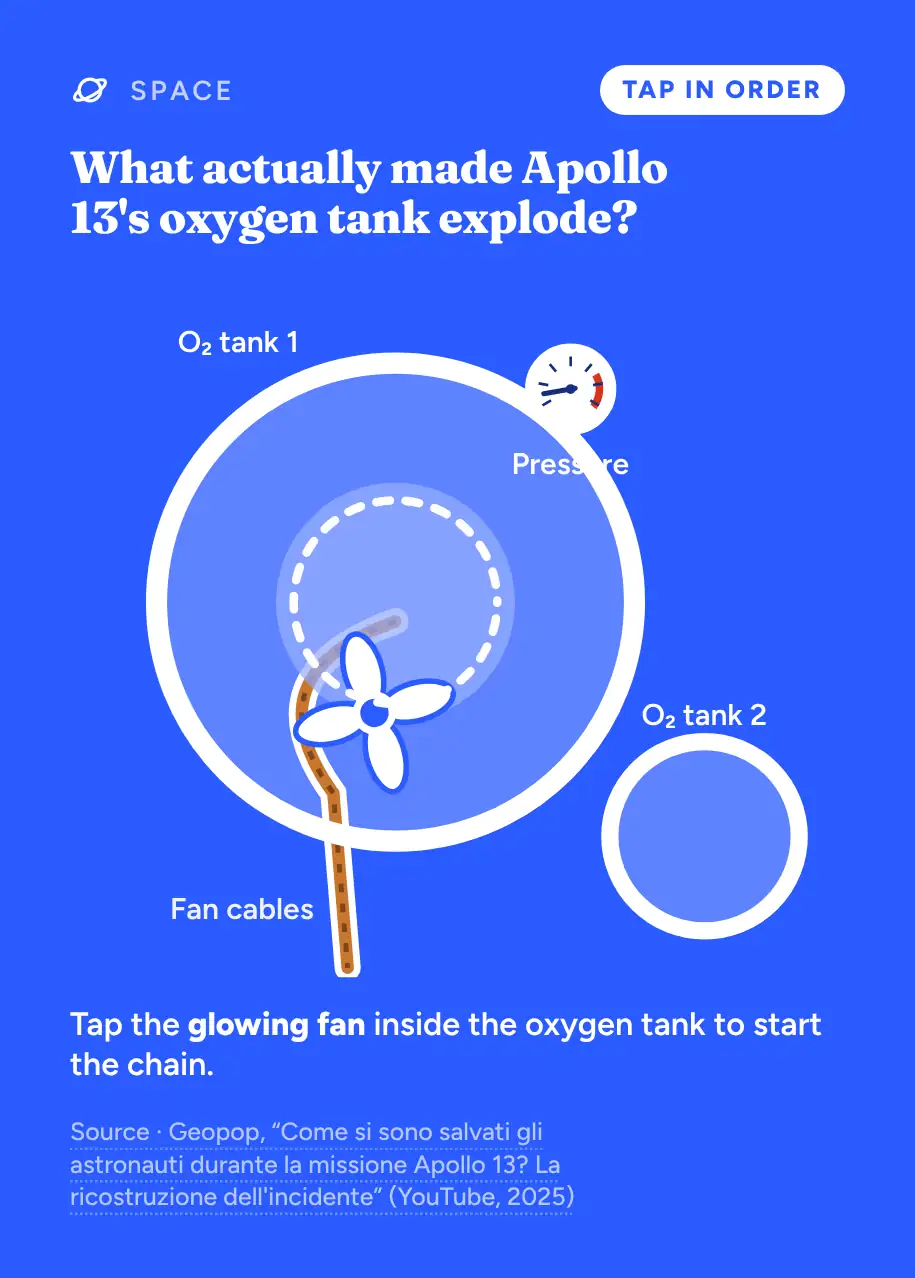 SPACE
TAP IN ORDER
What actually made Apollo
13's oxygen tank explode?
O₂ tank 1
Pressure
O₂ tank 2
Fan cables
Tap the glowing fan inside the oxygen tank to start
the chain.
Source · Geopop, “Come si sono salvati gli
astronauti durante la missione Apollo 13? La
ricostruzione dell'incidente” (YouTube, 2025)